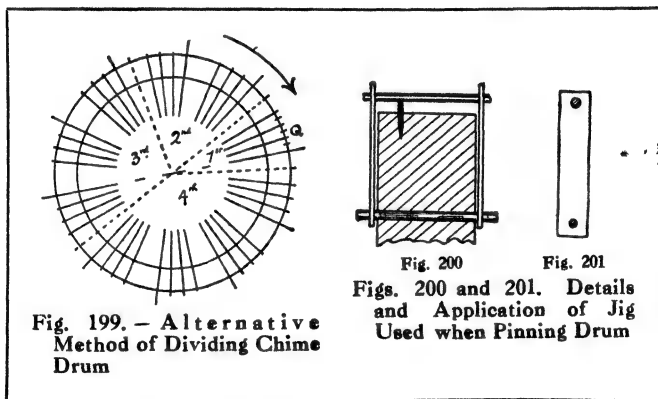 2nd
Q
3rd
1st
4th
Fig. 200
Fig. 201
Fig. 199. – Alternative
Method of Dividing Chime
Drum
Figs. 200 and 201. Details
and Application of Jig
Used when Pinning Drum